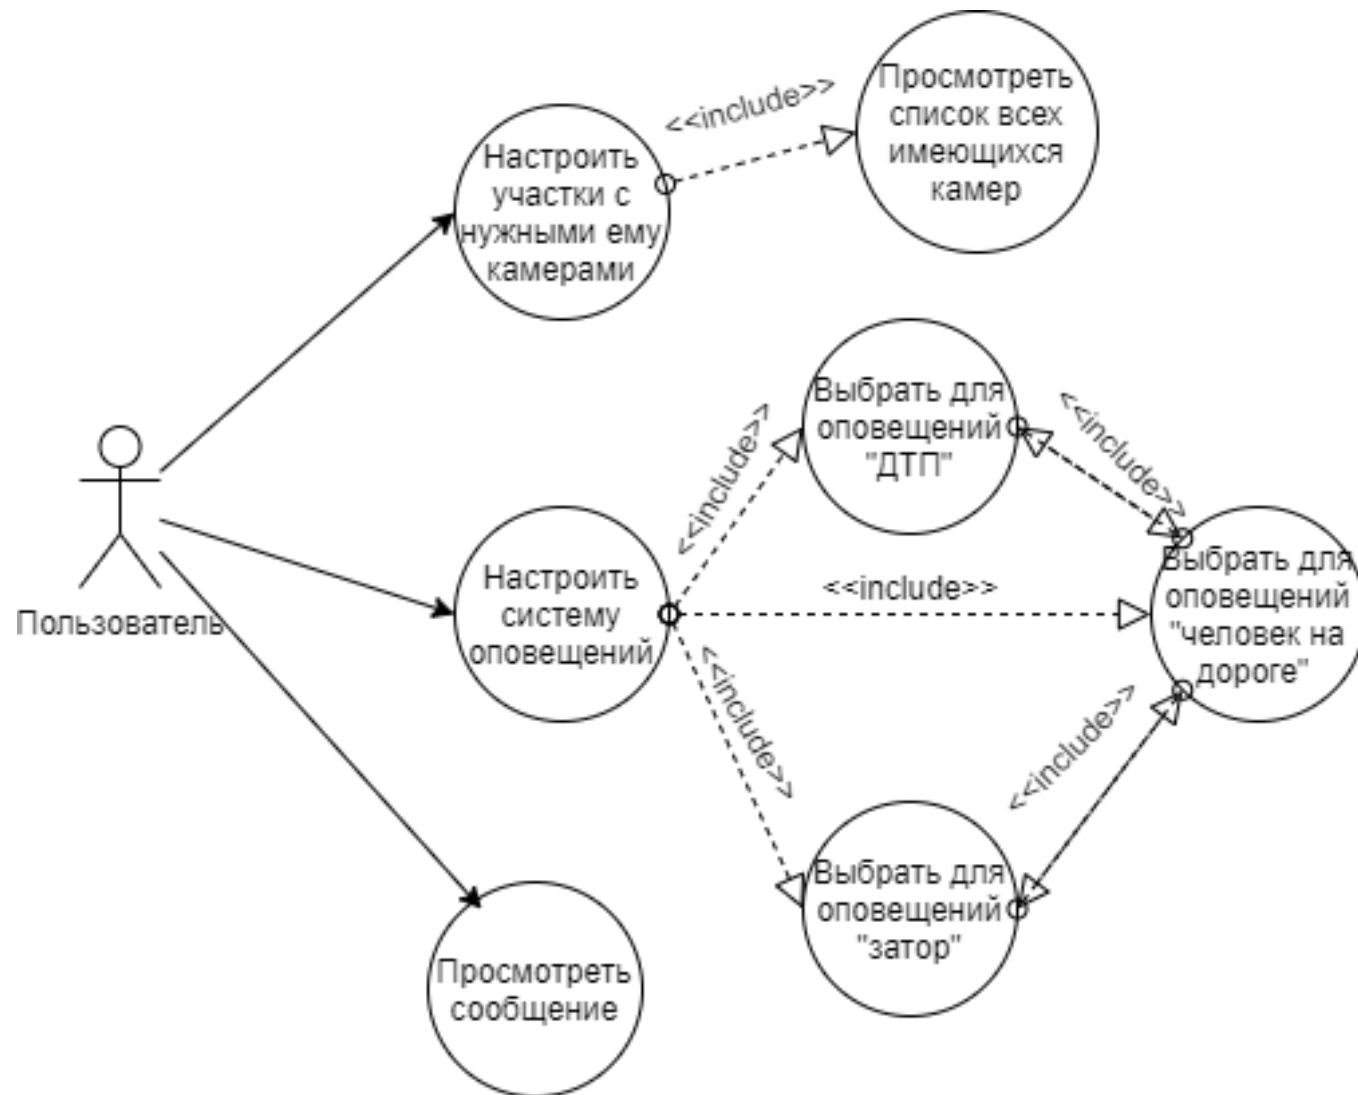 Просмотреть
список всех
имеющихся
камер
<<include>>
Настроить
участки с
нужными ему
камерами
Выбрать для
оповещений
"ДТП"
<<include>>
<<include>>
Пользователь
Настроить
систему
оповещений
<<include>>
Выбрать для
оповещений
"человек на
дороге"
<<include>>
<<include>>
Выбрать для
оповещений
"затор"
Просмотреть
сообщение